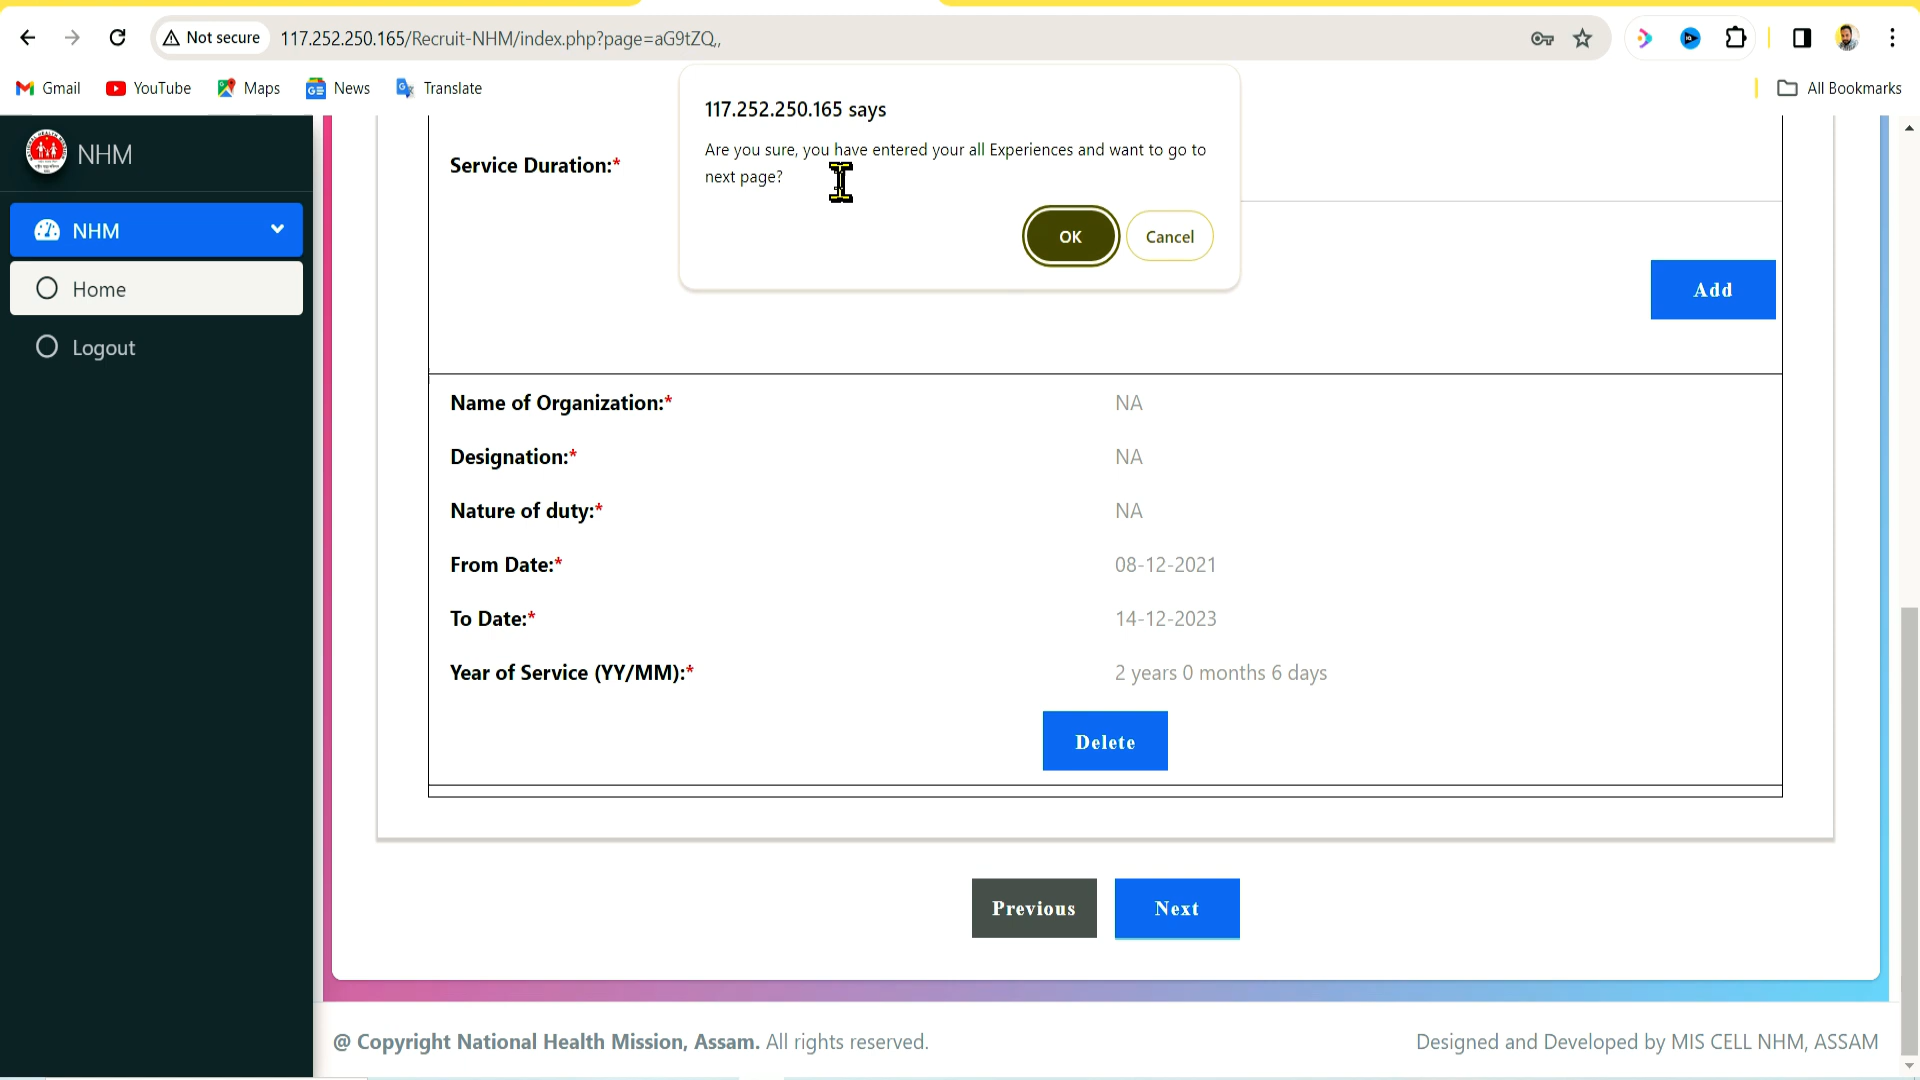 Not secure
117.252.250.165/Recruit-NHM/index.php?page=aG9tZQ,,
Gmail
YouTube
Maps
News
Translate
All Bookmarks
117.252.250.165 says
Are you sure, you have entered your all Experiences and want to go to
next page?
OK
Cancel
NHM
NHM
Home
Logout
Service Duration:*
Add
Name of Organization:* NA
Designation:* NA
Nature of duty:* NA
From Date:* 08-12-2021
To Date:* 14-12-2023
Year of Service (YY/MM):* 2 years 0 months 6 days
Delete
Previous
Next
@ Copyright National Health Mission, Assam. All rights reserved.
Designed and Developed by MIS CELL NHM, ASSAM